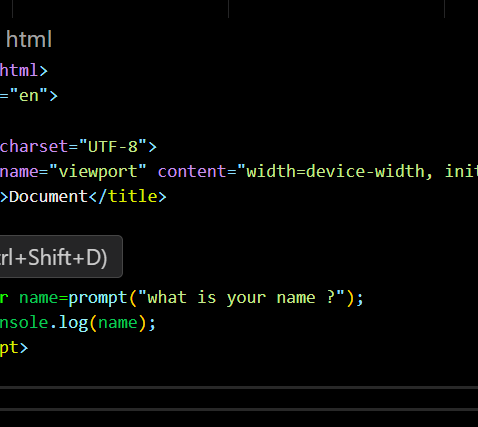 html
html>
="en">
charset="UTF-8">
name="viewport" content="width=device-width, init
>Document</title>
rl+Shift+D)
r name=prompt("what is your name ?");
nsole.log(name);
pt>